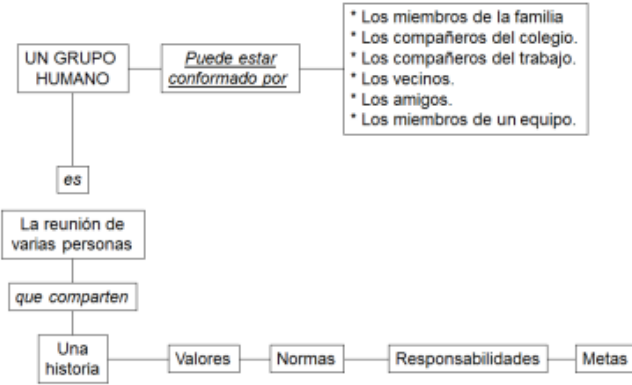 UN GRUPO
HUMANO
Puede estar
conformado por
* Los miembros de la familia
* Los compañeros del colegio.
* Los compañeros del trabajo.
* Los vecinos.
* Los amigos.
* Los miembros de un equipo.
es
La reunión de
varias personas
que comparten
Una
historia
Valores
Normas
Responsabilidades
Metas